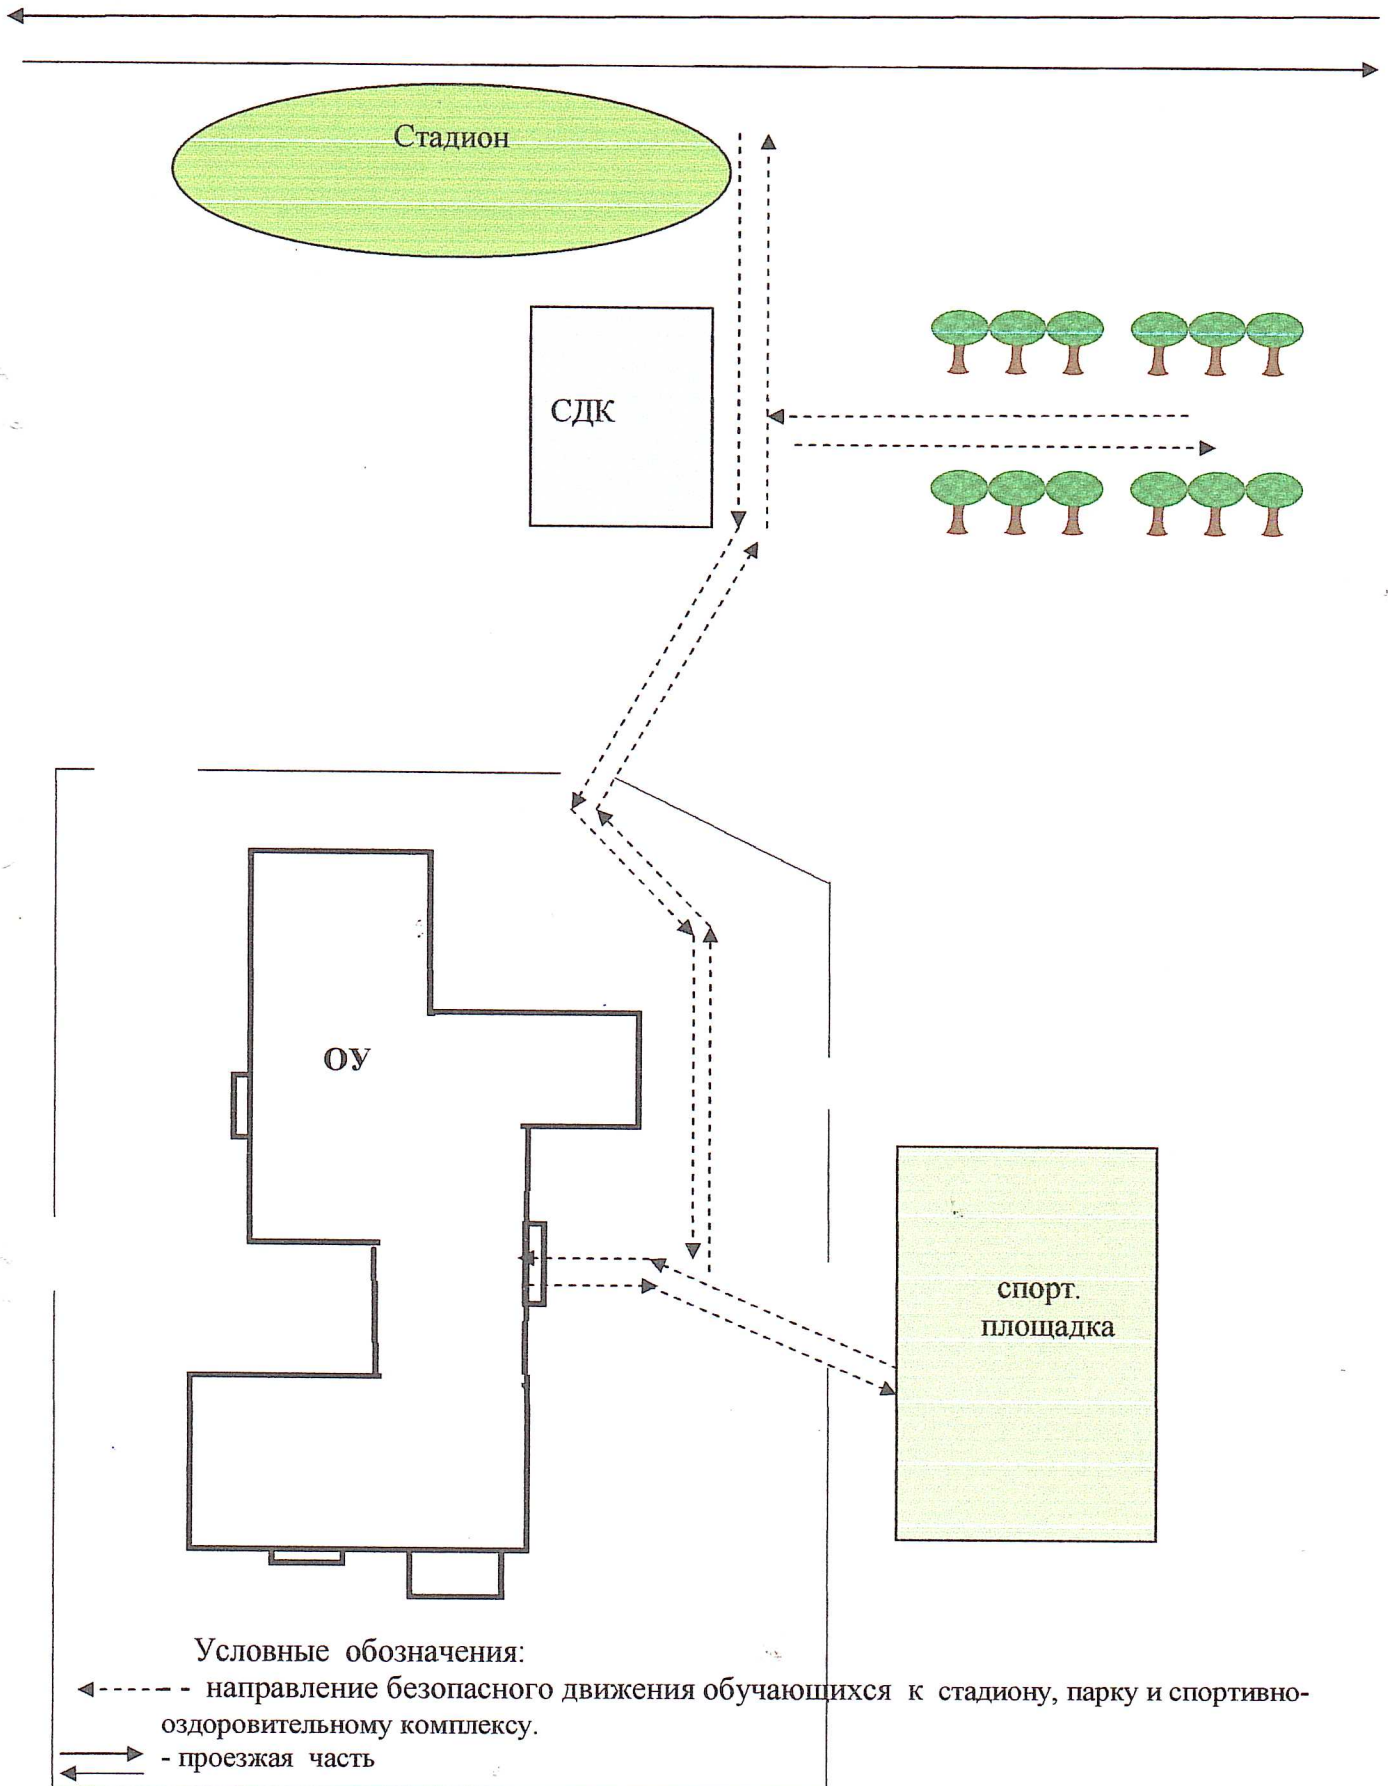 Стадион
СДК
ОУ
спорт.
площадка
Условные обозначения:
- направление безопасного движения обучающихся к стадиону, парку и спортивно-
оздоровительному комплексу.
- проезжая часть